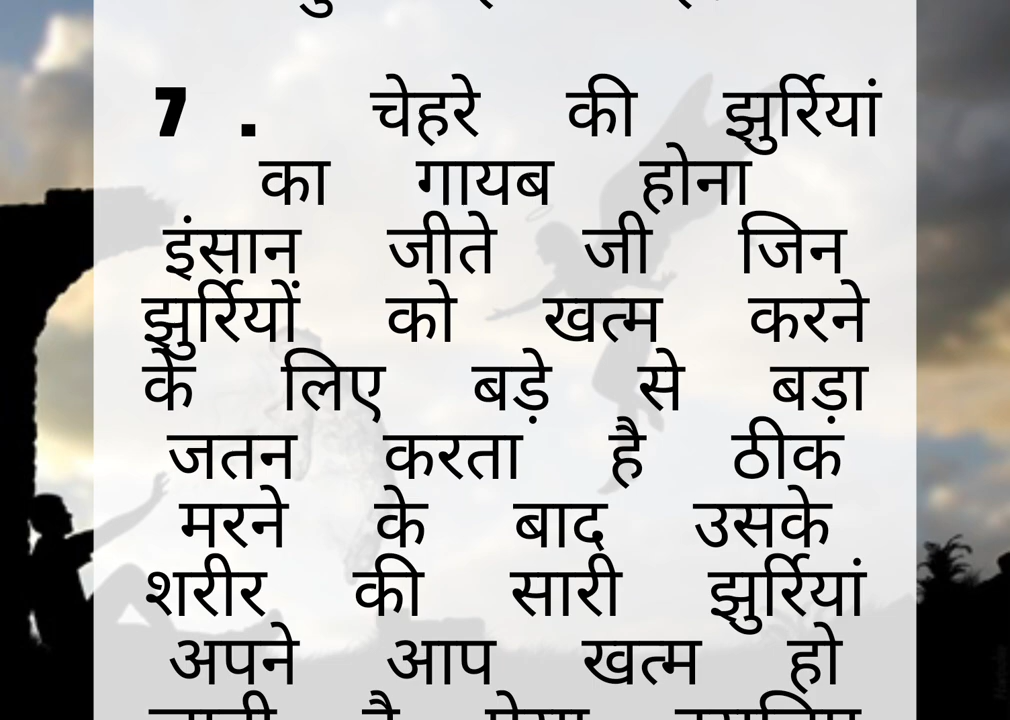 7 . चेहरे की झुर्रियां
का गायब होना
इंसान जीते जी जिन
झुर्रियों को खत्म करने
के लिए बड़े से बड़ा
जतन करता है ठीक
मरने के बाद उसके
शरीर की सारी झुर्रियां
अपने आप खत्म हो